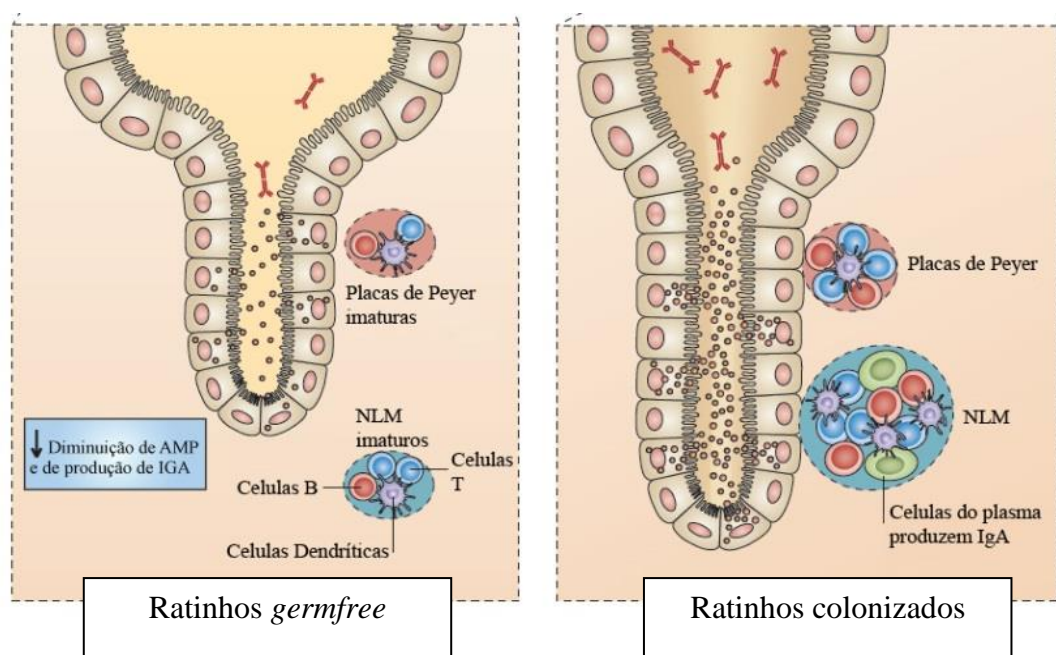 Placas de Peyer
imaturas
NLM
imaturos
Celulas
T
Celulas B
Celulas Dendríticas
↓ Diminuição de AMP
e de produção de IGA
Ratinhos germfree
Placas de Peyer
NLM
Celulas do plasma
produzem IgA
Ratinhos colonizados